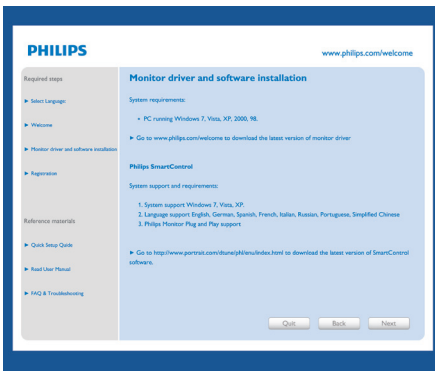 PHILIPS
www.philips.com/welcome
Required steps
Select Language
Welcome
Monitor driver and software installation
Registration
Reference materials
Quick Setup Quide
Read User Manual
FAQ & Troubleshooting
Monitor driver and software installation
System requirements:
• PC running Windows 7, Vista, XP, 2000, 98.
Go to www.philips.com/welcome to download the latest version of monitor driver
Philips SmartControl
System support and requirements:
1. System support Windows 7, Vista, XP.
2. Language support English, German, Spanish, French, Italian, Russian, Portuguese, Simplified Chinese
3. Philips Monitor Plug and Play support
Go to http://www.portrait.com/dtune/phl/enu/index.html to download the latest version of SmartControl
software.
Quit
Back
Next